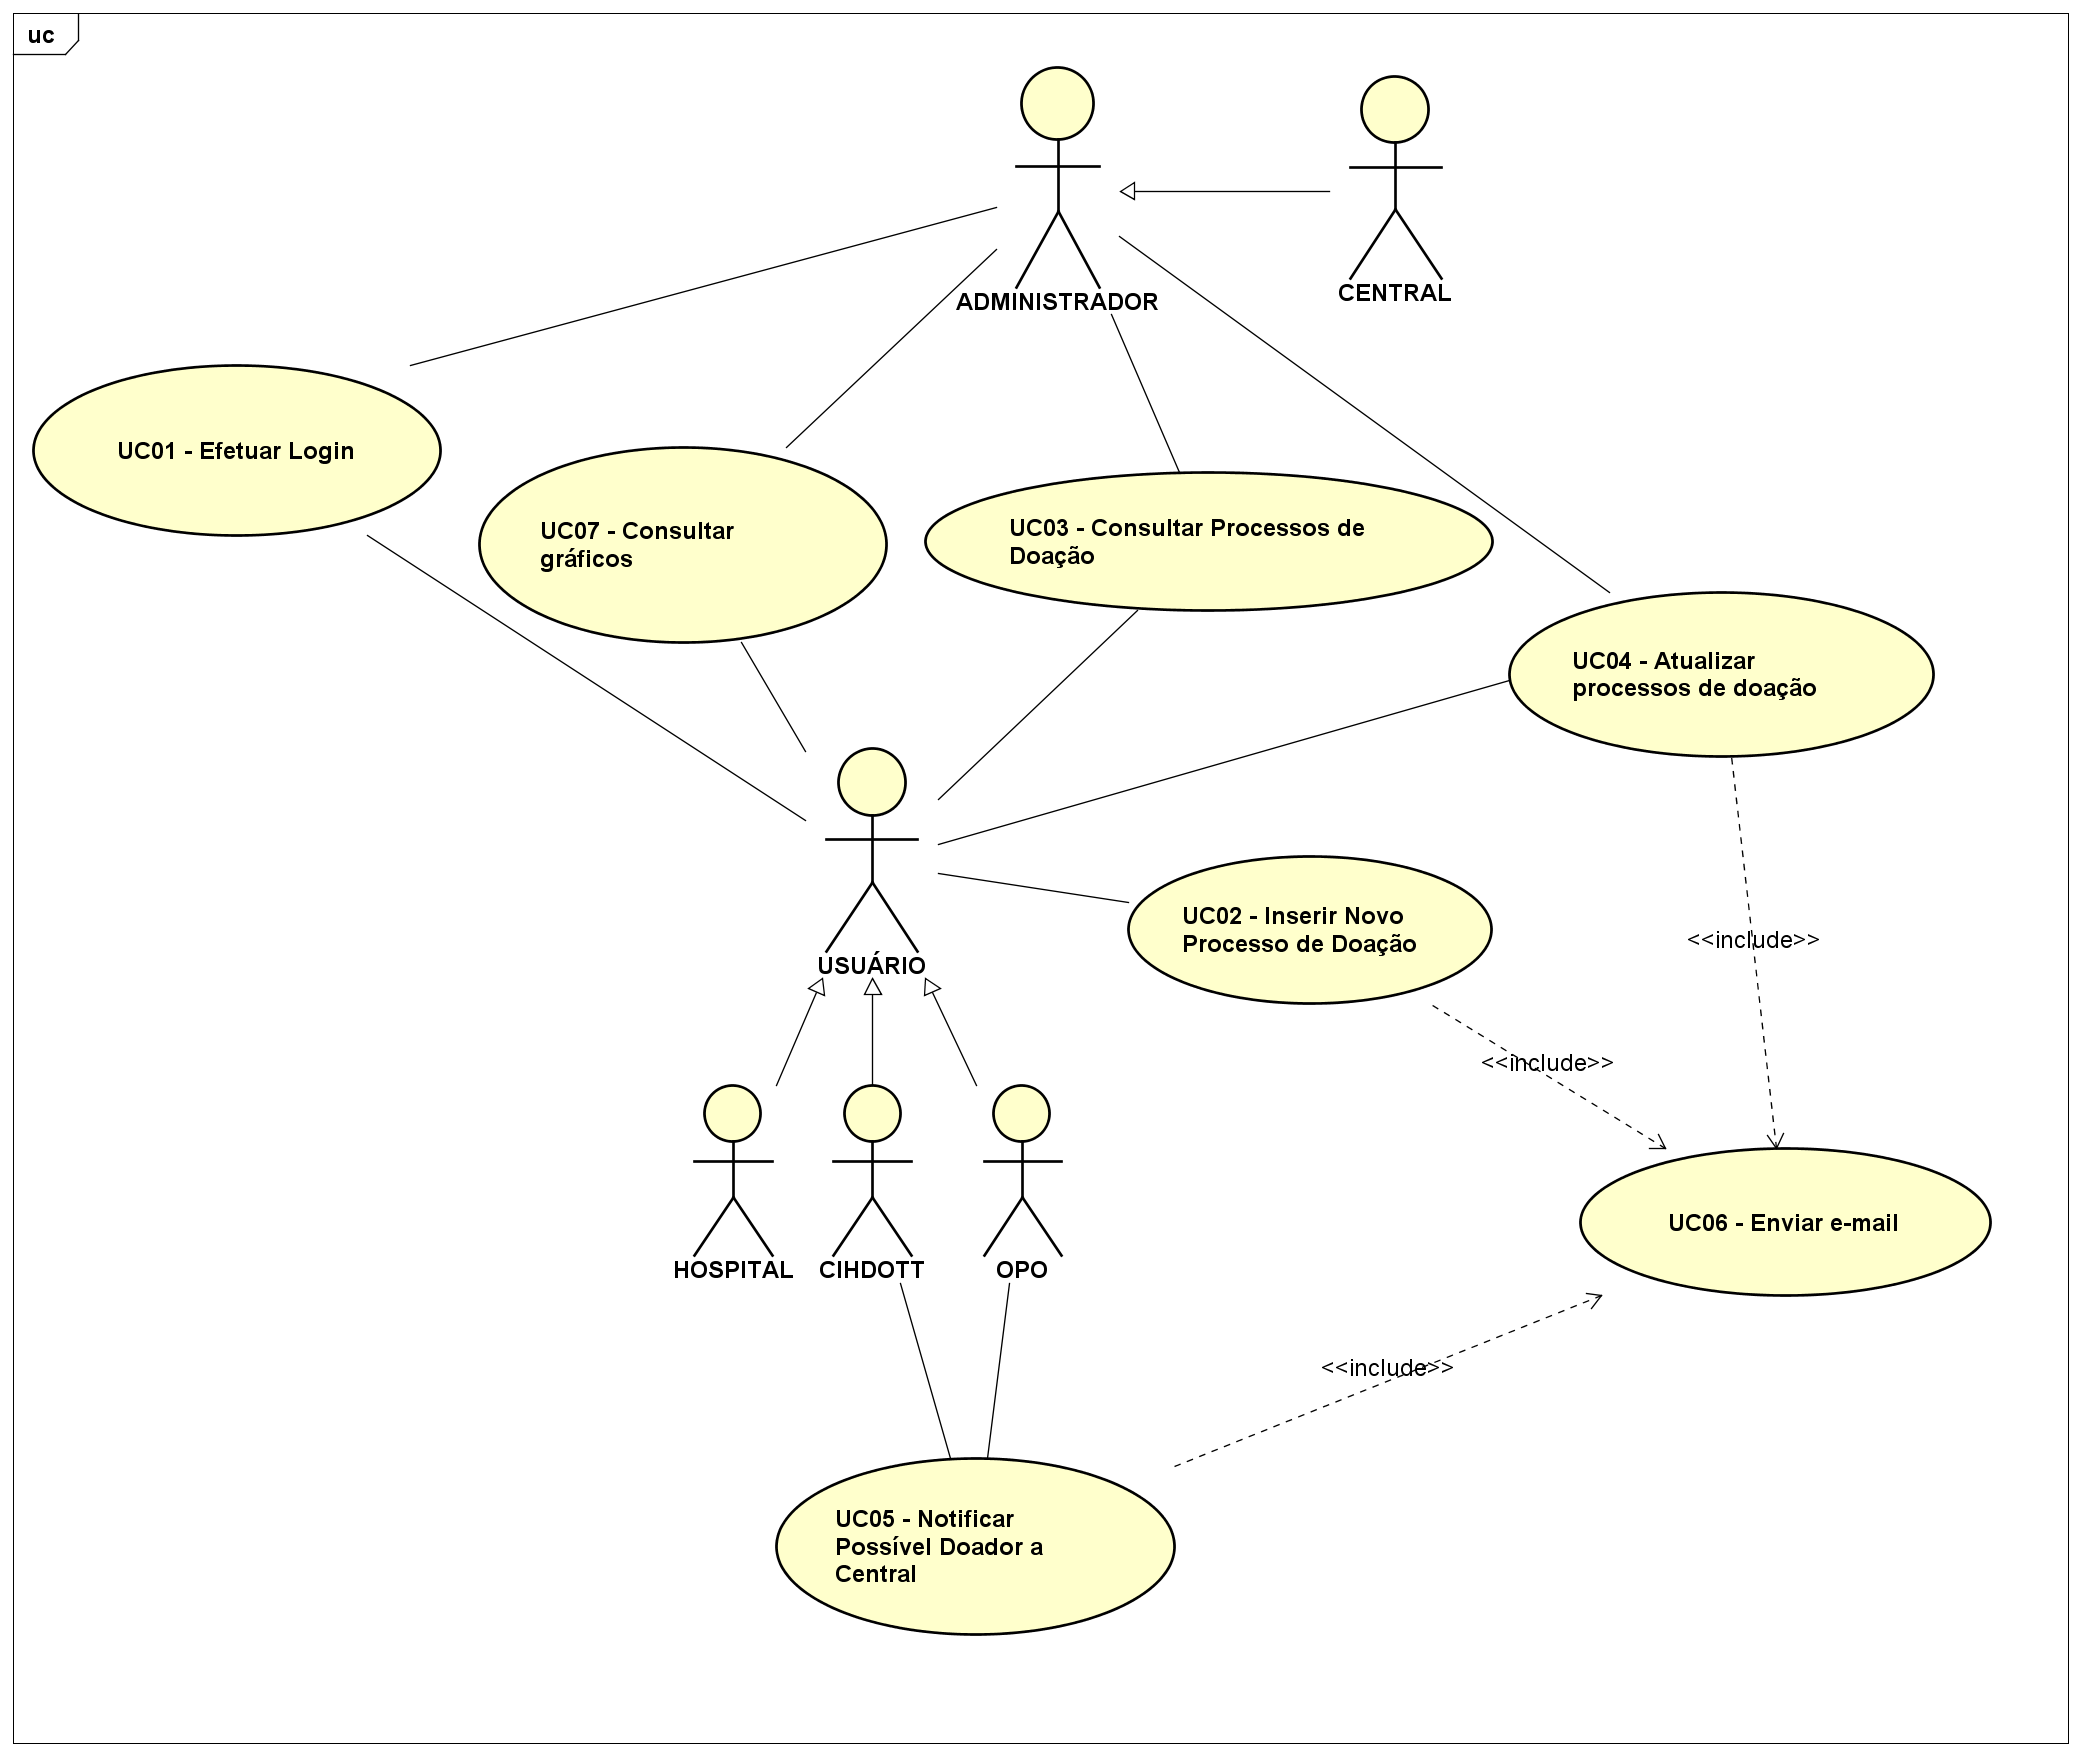 uc
ADMINISTRADOR
CENTRAL
UC01 - Efetuar Login
UC07 - Consultar
gráficos
UC03 - Consultar Processos de
Doação
UC04 - Atualizar
processos de doação
USUÁRIO
UC02 - Inserir Novo
Processo de Doação
<<include>>
<<include>>
HOSPITAL
CIHDOTT
OPO
UC06 - Enviar e-mail
<<include>>
UC05 - Notificar
Possível Doador a
Central